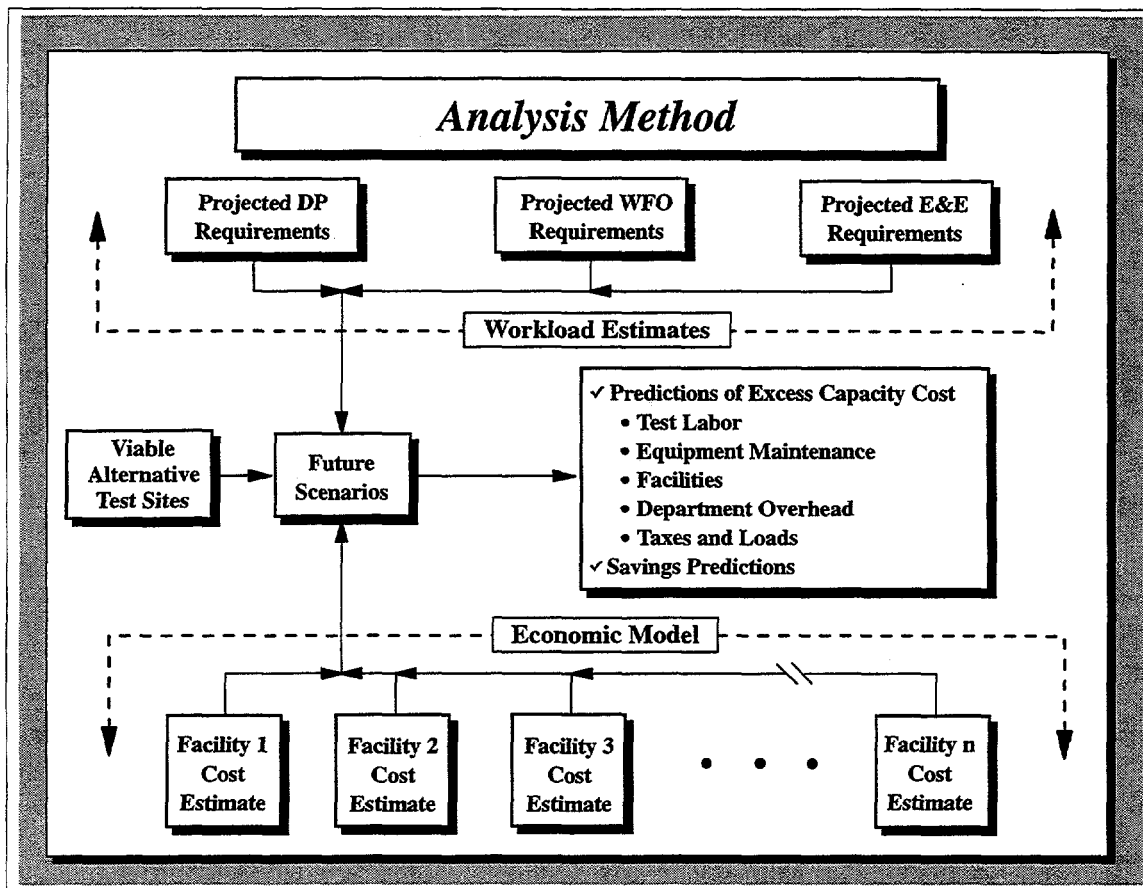 Analysis Method
Projected DP
Requirements
Projected WFO
Requirements
Projected E&E
Requirements
Workload Estimates
✓ Predictions of Excess Capacity Cost
• Test Labor
• Equipment Maintenance
• Facilities
• Department Overhead
• Taxes and Loads
✓ Savings Predictions
Viable
Alternative
Test Sites
Future
Scenarios
Economic Model
Facility 1
Cost
Estimate
Facility 2
Cost
Estimate
Facility 3
Cost
Estimate
• • •
Facility n
Cost
Estimate